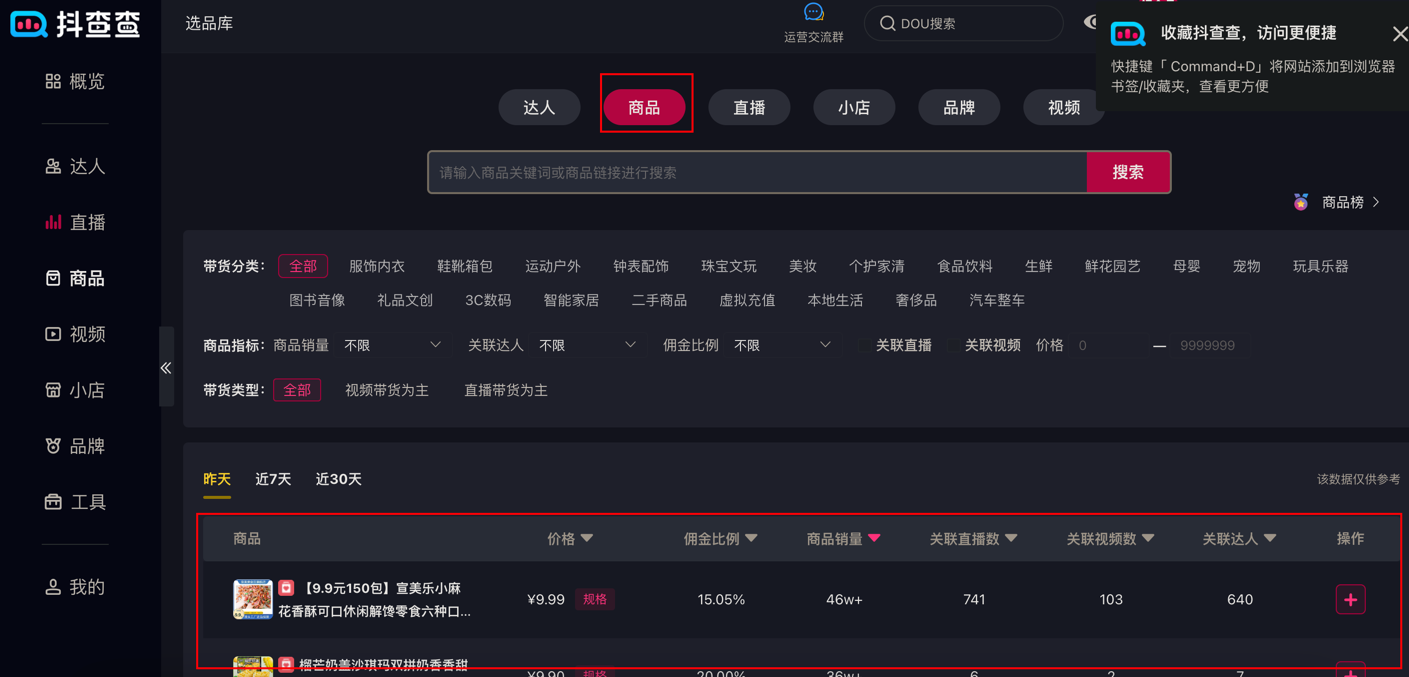 抖查查
选品库
运营交流群
DOU搜索
收藏抖查查，访问更便捷
快捷键「 Command+D」将网站添加到浏览器
书签/收藏夹，查看更方便
概览
达人
直播
商品
视频
小店
品牌
工具
我的
达人 商品 直播 小店 品牌 视频
请输入商品关键词或商品链接进行搜索 搜索
商品榜
带货分类： 全部 服饰内衣 鞋靴箱包 运动户外 钟表配饰 珠宝文玩 美妆 个护家清 食品饮料 生鲜 鲜花园艺 母婴 宠物 玩具乐器
图书音像 礼品文创 3C数码 智能家居 二手商品 虚拟充值 本地生活 奢侈品 汽车整车
商品指标： 商品销量 不限 关联达人 不限 佣金比例 不限 关联直播 关联视频 价格 0 — 9999999
带货类型： 全部 视频带货为主 直播带货为主
昨天 近7天 近30天
该数据仅供参考
商品 价格 佣金比例 商品销量 关联直播数 关联视频数 关联达人 操作
【9.9元150包】宣美乐小麻
花香酥可口休闲解馋零食六种口...
¥9.99 规格 15.05% 46w+ 741 103 640
榴芒奶盖沙琪玛双拼奶香香甜
¥9.90 规格 20.00% 36w+ 6 2 7